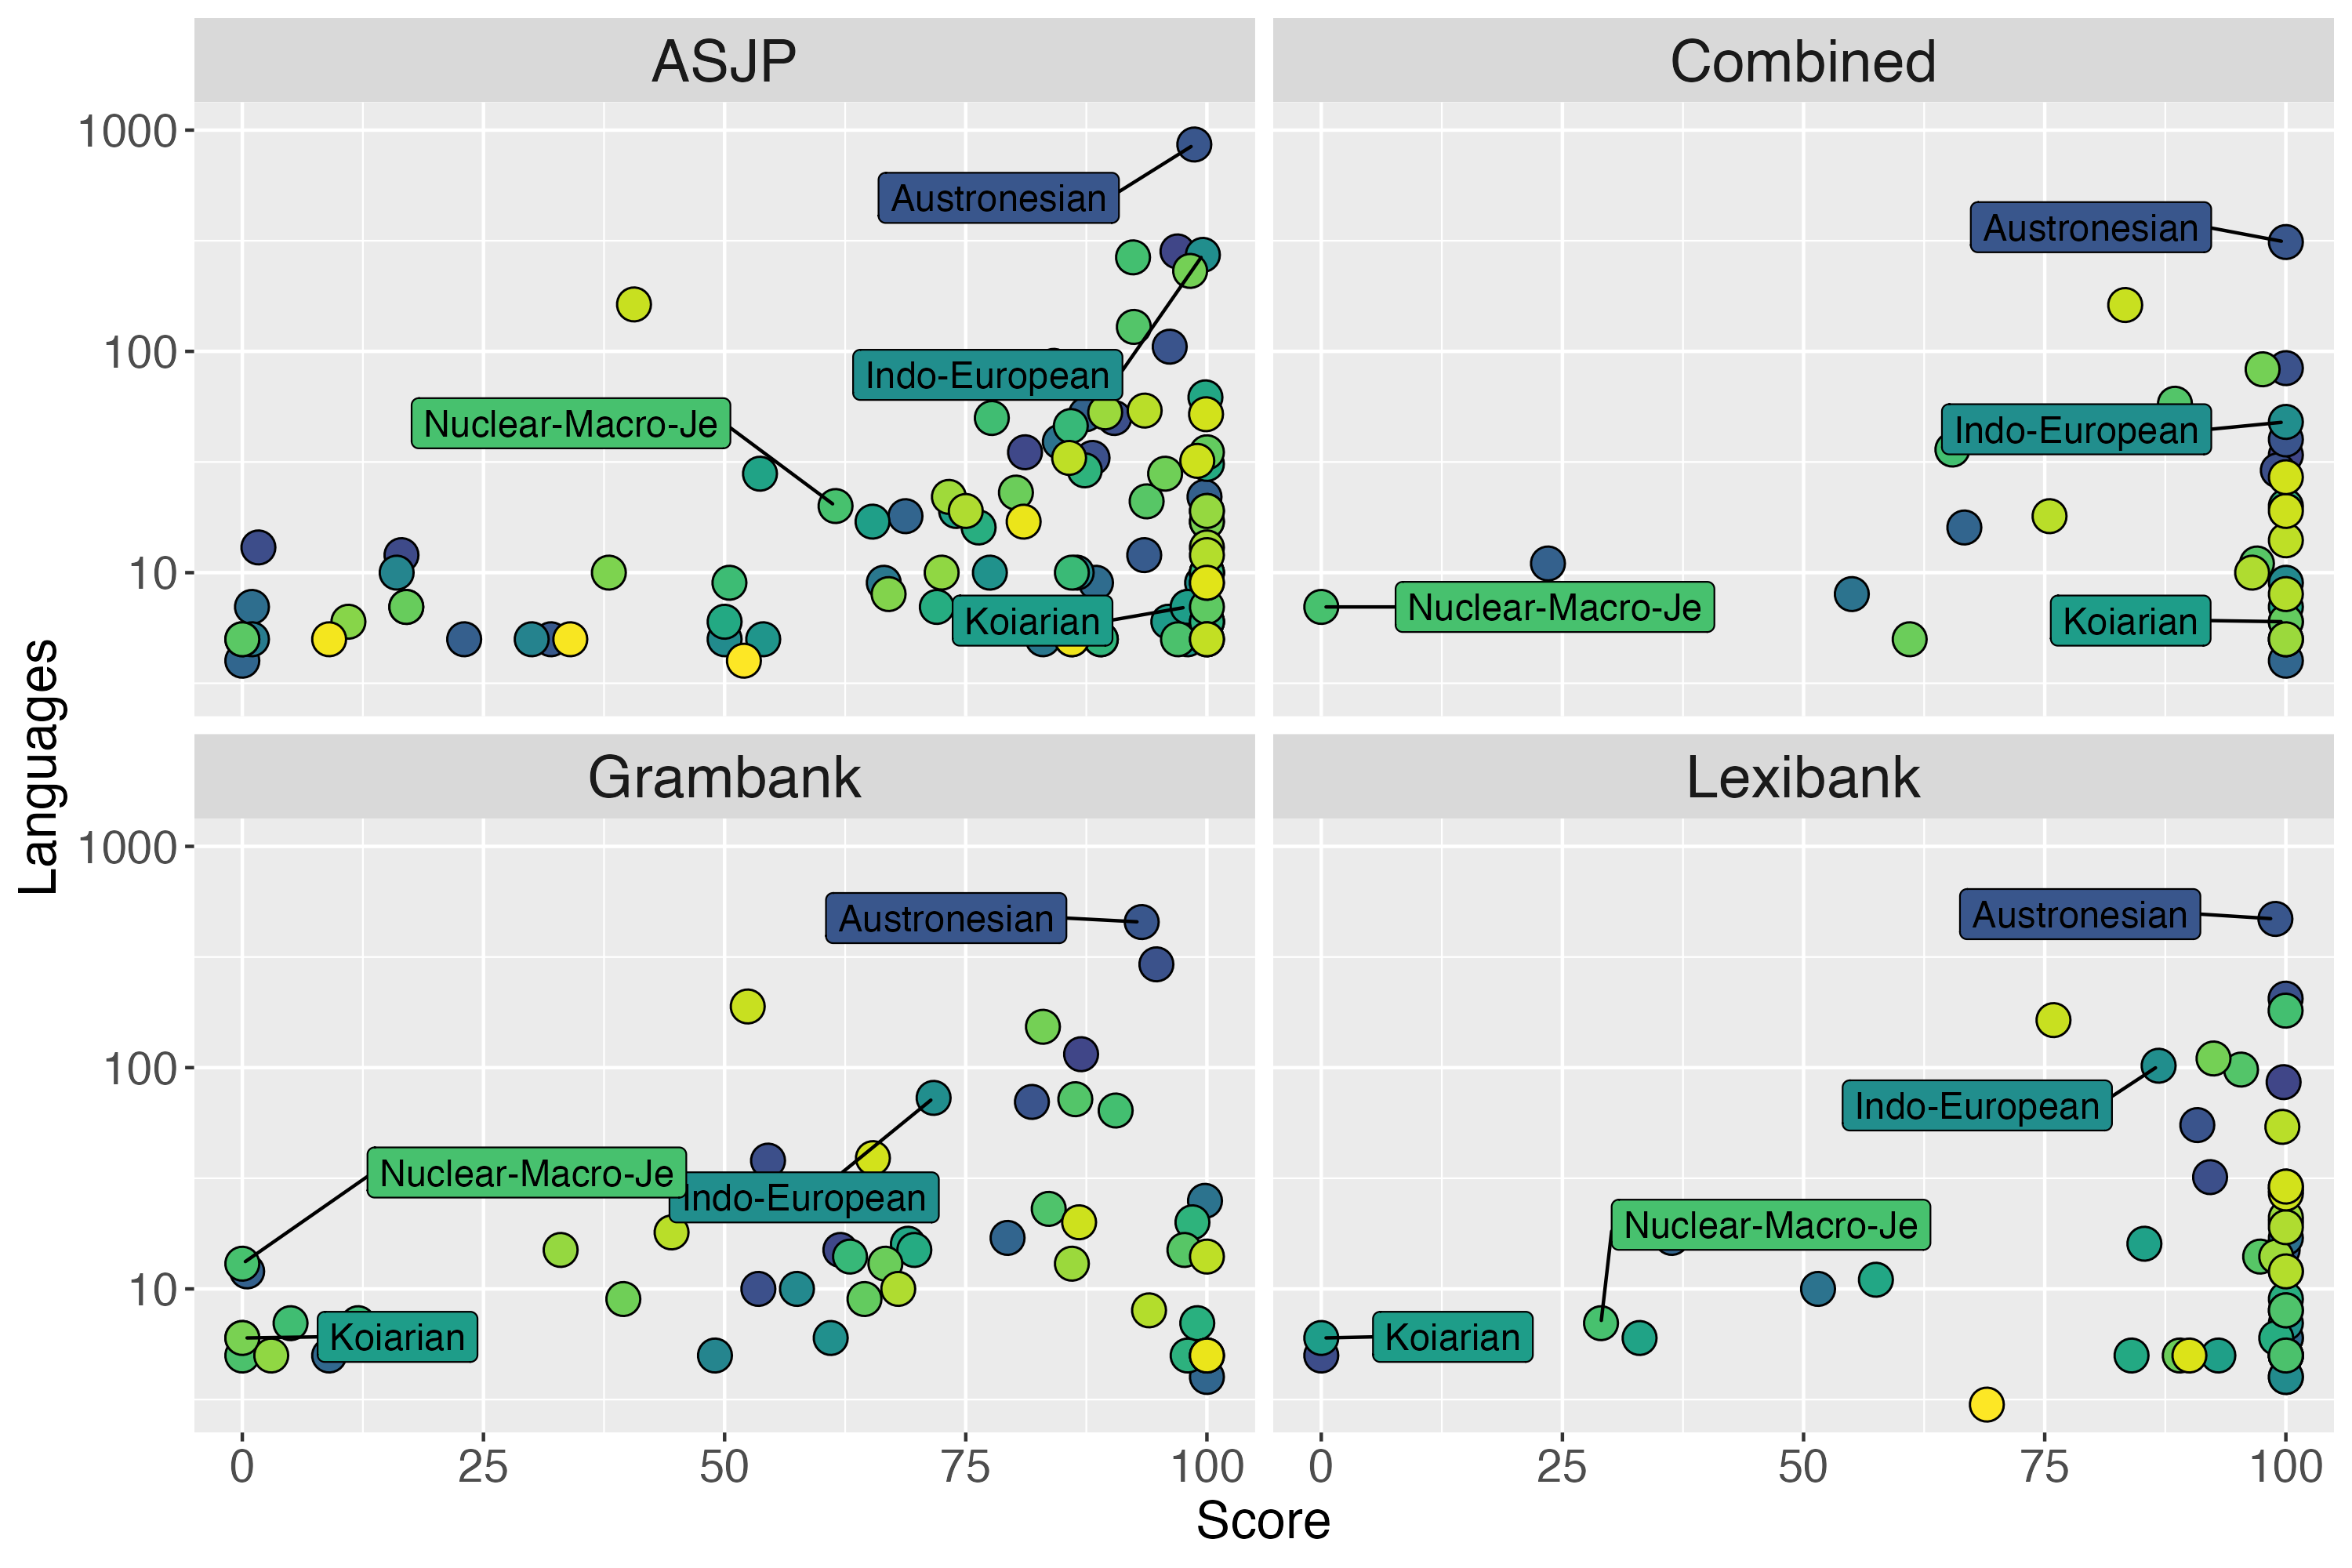 ASJP
Combined
1000
100
10
Austronesian
Indo-European
Nuclear-Macro-Je
Koiarian
Austronesian
Indo-European
Nuclear-Macro-Je
Koiarian
Languages
Grambank
Lexibank
1000
100
10
Austronesian
Nuclear-Macro-Je
Indo-European
Koiarian
Austronesian
Indo-European
Nuclear-Macro-Je
Koiarian
0 25 50 75 100
0 25 50 75 100
Score